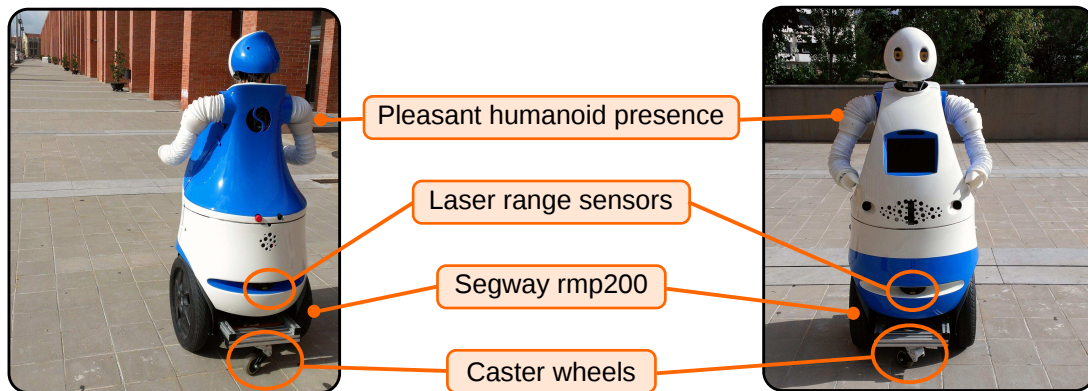 Pleasant humanoid presence
Laser range sensors
Segway rmp200
Caster wheels